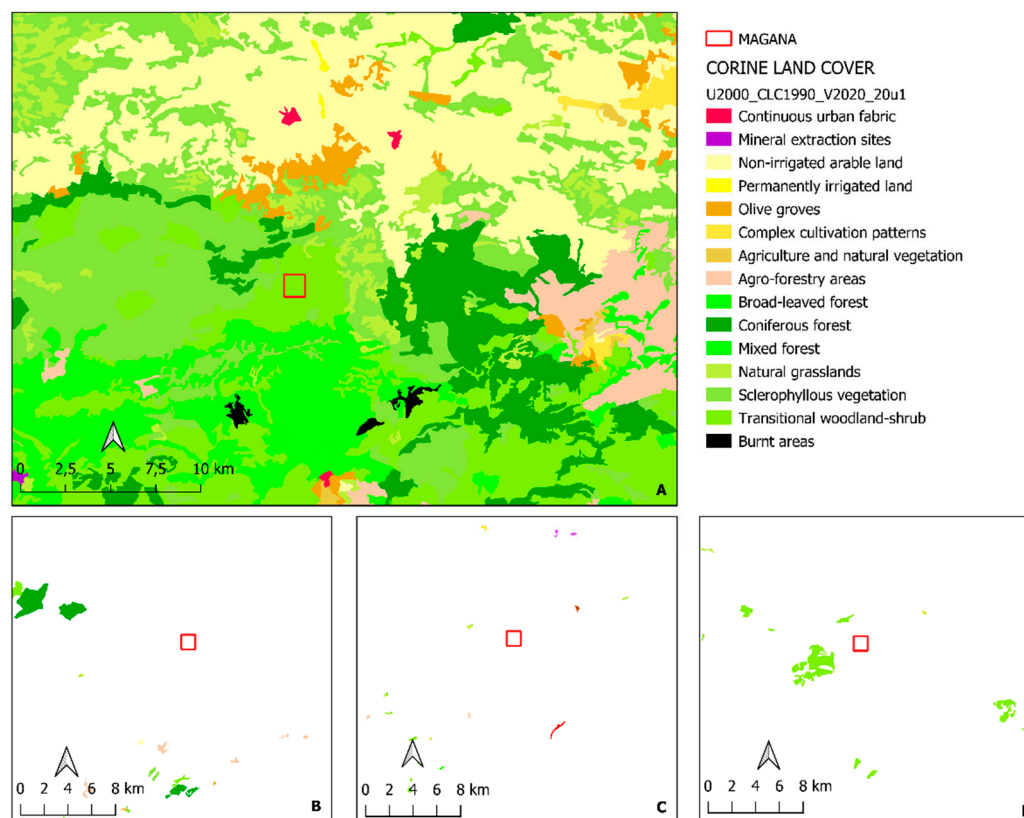 MAGANA
CORINE LAND COVER
U2000_CLC1990_V2020_20u1
Continuous urban fabric
Mineral extraction sites
Non-irrigated arable land
Permanently irrigated land
Olive groves
Complex cultivation patterns
Agriculture and natural vegetation
Agro-forestry areas
Broad-leaved forest
Coniferous forest
Mixed forest
Natural grasslands
Sclerophyllous vegetation
Transitional woodland-shrub
Burnt areas
0 2,5 5 7,5 10 km
A
0 2 4 6 8 km
B
0 2 4 6 8 km
C
0 2 4 6 8 km